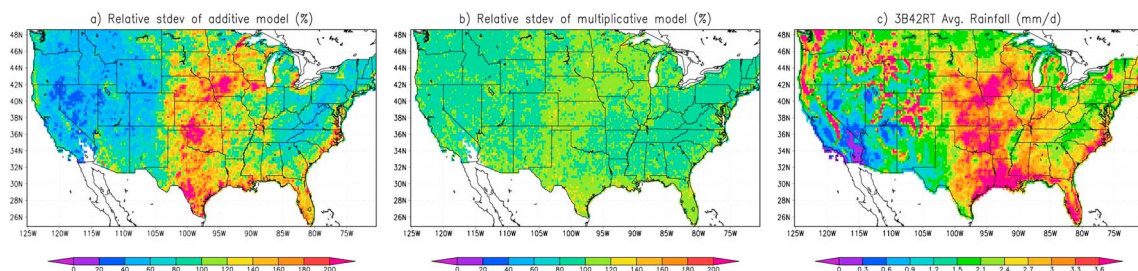 a) Relative stdev of additive model (%)
b) Relative stdev of multiplicative model (%)
c) 3B42RT Avg. Rainfall (mm/d)
48N
46N
44N
42N
40N
38N
36N
34N
32N
30N
28N
26N
125W 120W 115W 110W 105W 100W 95W 90W 85W 80W 75W
0 20 40 60 80 100 120 140 160 180 200
48N
46N
44N
42N
40N
38N
36N
34N
32N
30N
28N
26N
125W 120W 115W 110W 105W 100W 95W 90W 85W 80W 75W
0 20 40 60 80 100 120 140 160 180 200
48N
46N
44N
42N
40N
38N
36N
34N
32N
30N
28N
26N
125W 120W 115W 110W 105W 100W 95W 90W 85W 80W 75W
0 0.3 0.6 0.9 1.2 1.5 2.1 2.4 2.7 3 3.3 3.6